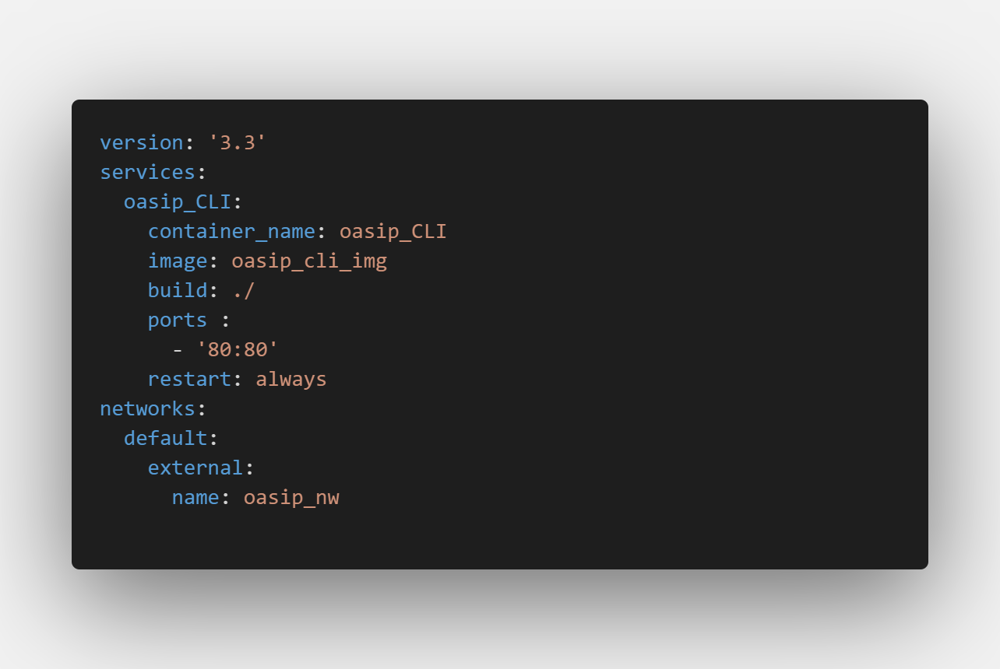 version: '3.3'
services:
  oasip_CLI:
    container_name: oasip_CLI
    image: oasip_cli_img
    build: ./
    ports :
      - '80:80'
    restart: always
networks:
  default:
    external:
      name: oasip_nw